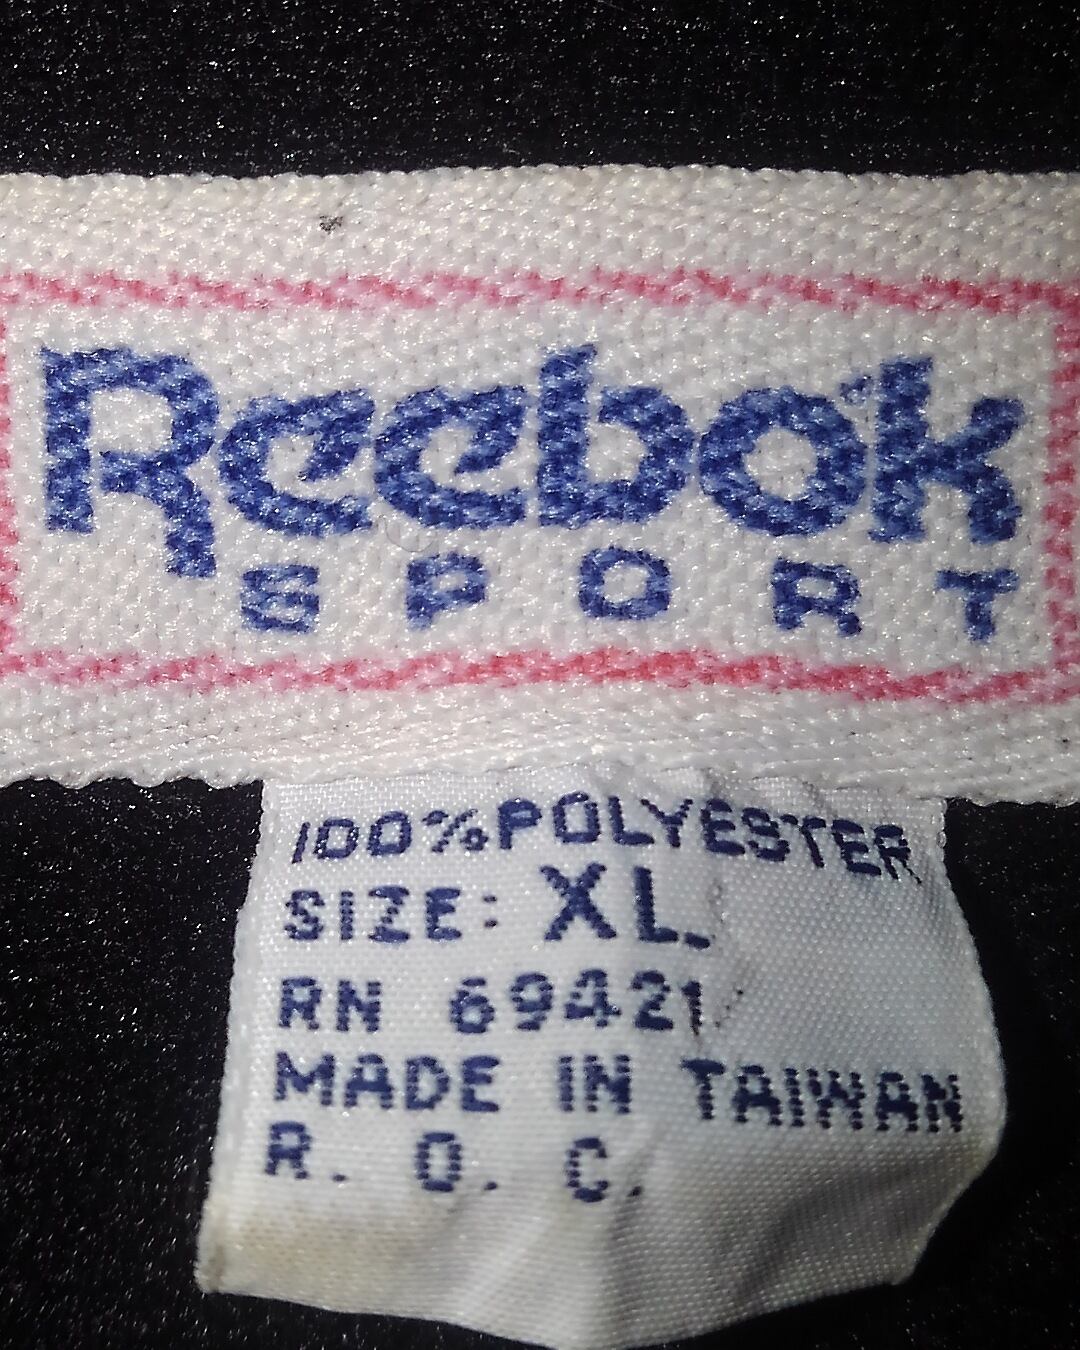 Reebok
SPORT
100% POLYESTER
SIZE: XL
RN 69421
MADE IN TAIWAN
R. O. C.